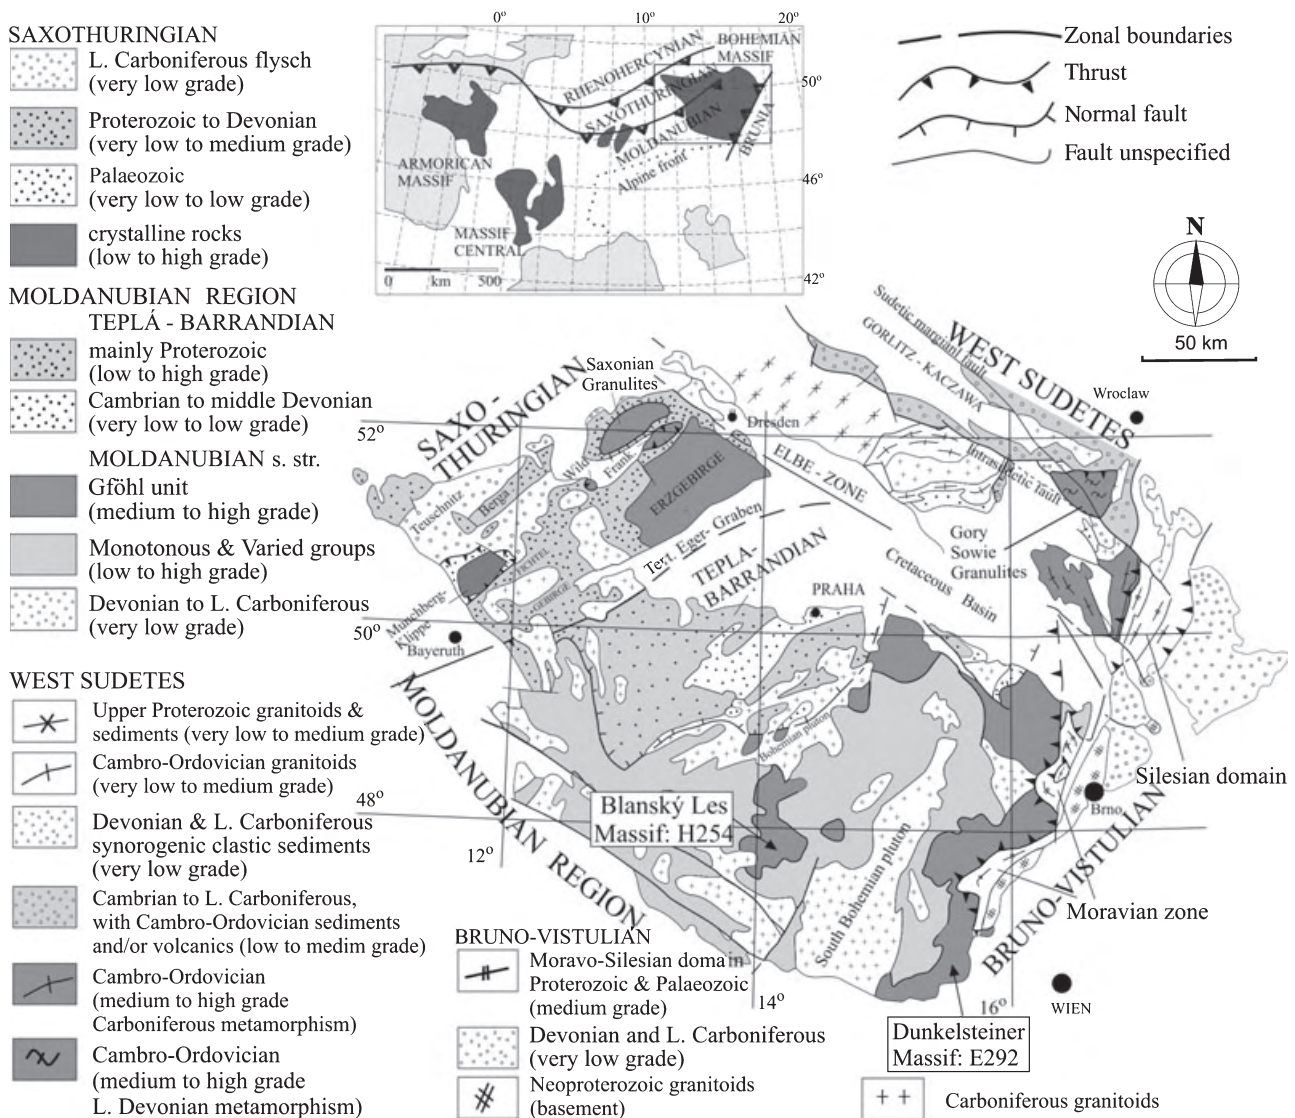 SAXOTHURINGIAN
L. Carboniferous flysch
(very low grade)
Proterozoic to Devonian
(very low to medium grade)
Palaeozoic
(very low to low grade)
crystalline rocks
(low to high grade)
MOLDANUBIAN REGION
TEPLÁ - BARRANDIAN
mainly Proterozoic
(low to high grade)
Cambrian to middle Devonian
(very low to low grade)
MOLDANUBIAN s. str.
Gföhl unit
(medium to high grade)
Monotonous & Varied groups
(low to high grade)
Devonian to L. Carboniferous
(very low grade)
WEST SUDETES
Upper Proterozoic granitoids &
sediments (very low to medium grade)
Cambro-Ordovician granitoids
(very low to medium grade)
Devonian & L. Carboniferous
synorogenic clastic sediments
(very low grade)
Cambrian to L. Carboniferous,
with Cambro-Ordovician sediments
and/or volcanics (low to medim grade)
Cambro-Ordovician
(medium to high grade
Carboniferous metamorphism)
Cambro-Ordovician
(medium to high grade
L. Devonian metamorphism)
0°
10°
20°
50°
46°
42°
RHENOHERCYNIAN
BOHEMIAN
MASSIF
SAXOTHURINGIAN
MOLDANUBIAN
BRUNIA
Alpine front
ARMORICAN
MASSIF
MASSIF
CENTRAL
0 km 500
Zonal boundaries
Thrust
Normal fault
Fault unspecified
N
50 km
Sudetic margianl fault
GORLITZ - KACZAWA
WEST SUDETES
Wroclaw
Saxonian
Granulites
SAXO -
THURINGIAN
Dresden
52°
Wild
Frank.
ELBE - ZONE
Intrasudetic fault
Teuschnitz
Berga
ERZGEBIRGE
Gory
Sowie
Granulites
Tert. Eger- Graben
TEPLA-
BARRANDIAN
Cretaceous Basin
FICHTEL
- GEBIRGE
PRAHA
Munchberg-
Klippe
50°
Bayeruth
MOLDANUBIAN REGION
Bohemian pluton
Silesian domain
48°
Blanský Les
Massif: H254
Brno
12°
South Bohemian pluton
BRUNO-VISTULIAN
Moravian zone
14°
16°
WIEN
Dunkelsteiner
Massif: E292
BRUNO-VISTULIAN
Moravo-Silesian domain
Proterozoic & Palaeozoic
(medium grade)
Devonian and L. Carboniferous
(very low grade)
Neoproterozoic granitoids
(basement)
Carboniferous granitoids